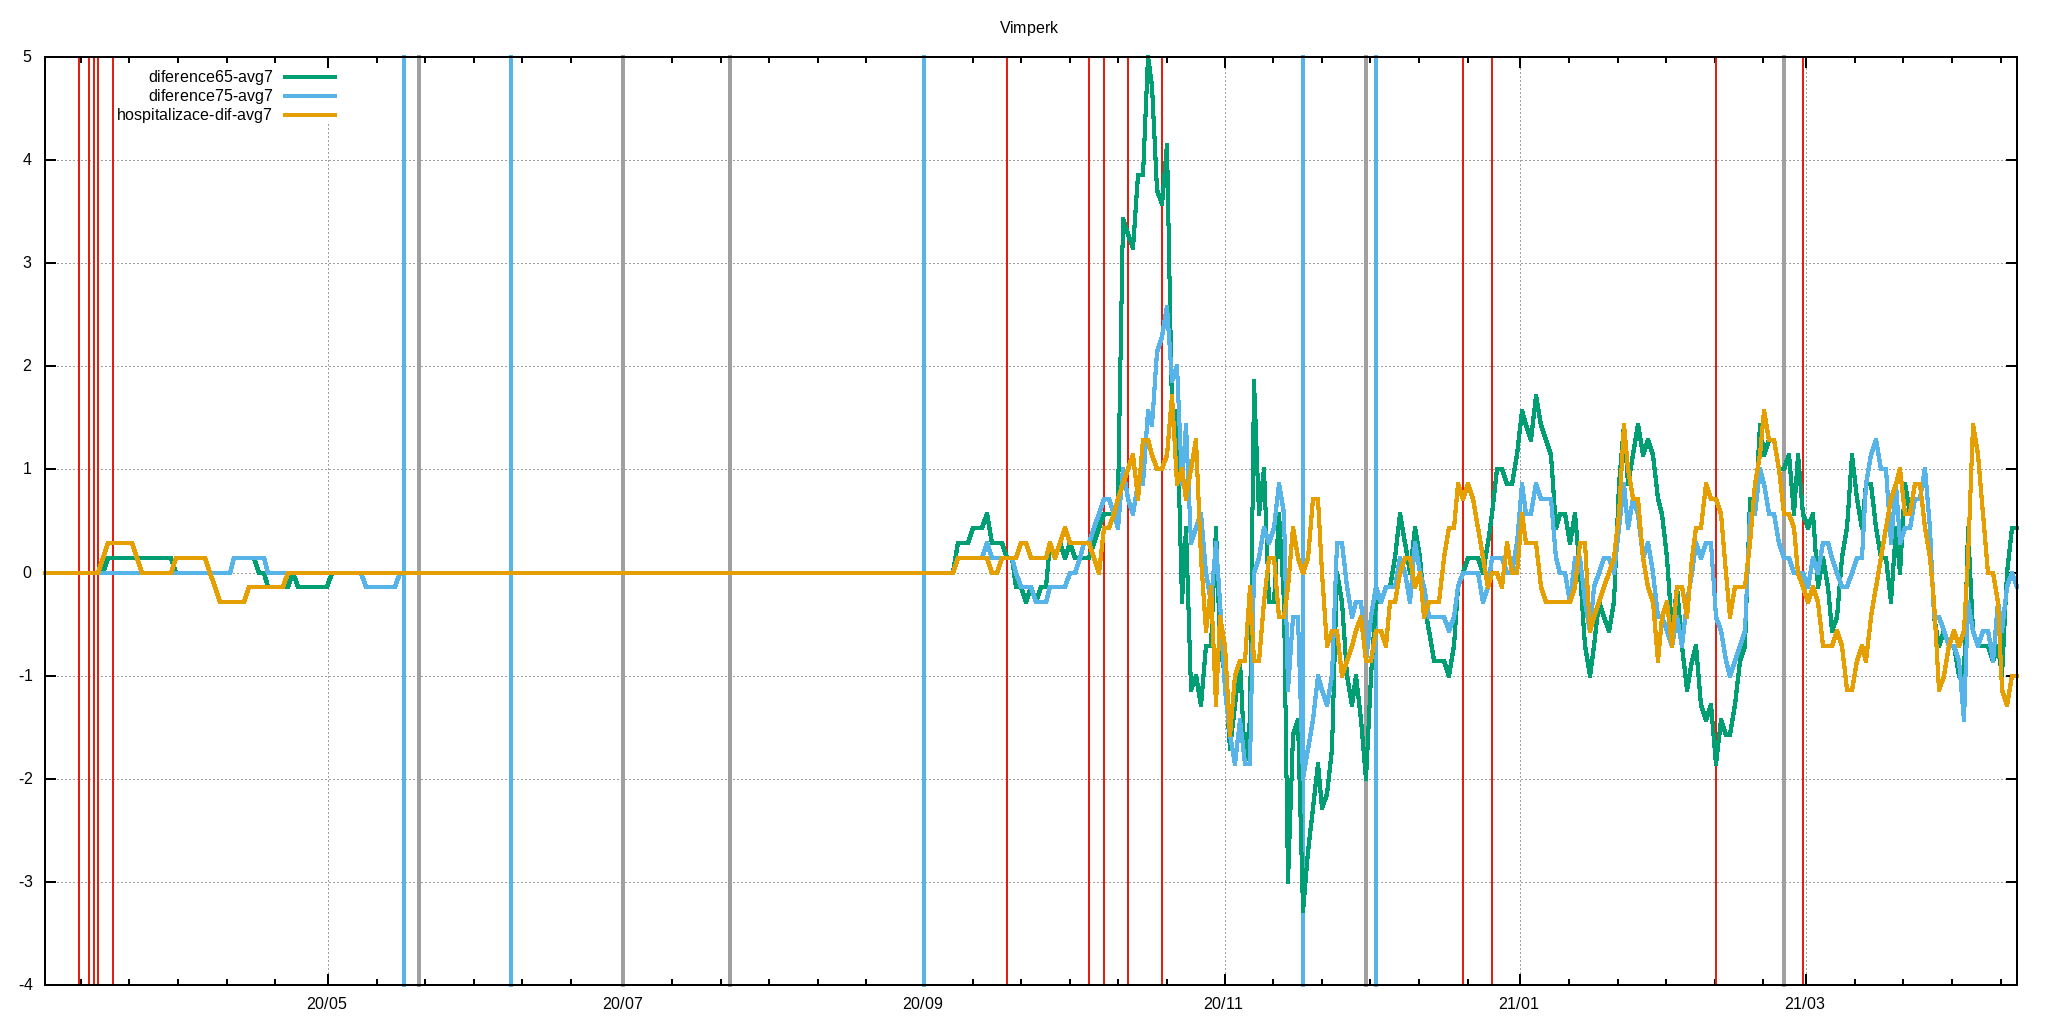 Vimperk
diference65-avg7
diference75-avg7
hospitalizace-dif-avg7
5
4
3
2
1
0
-1
-2
-3
-4
20/05 20/07 20/09 20/11 21/01 21/03